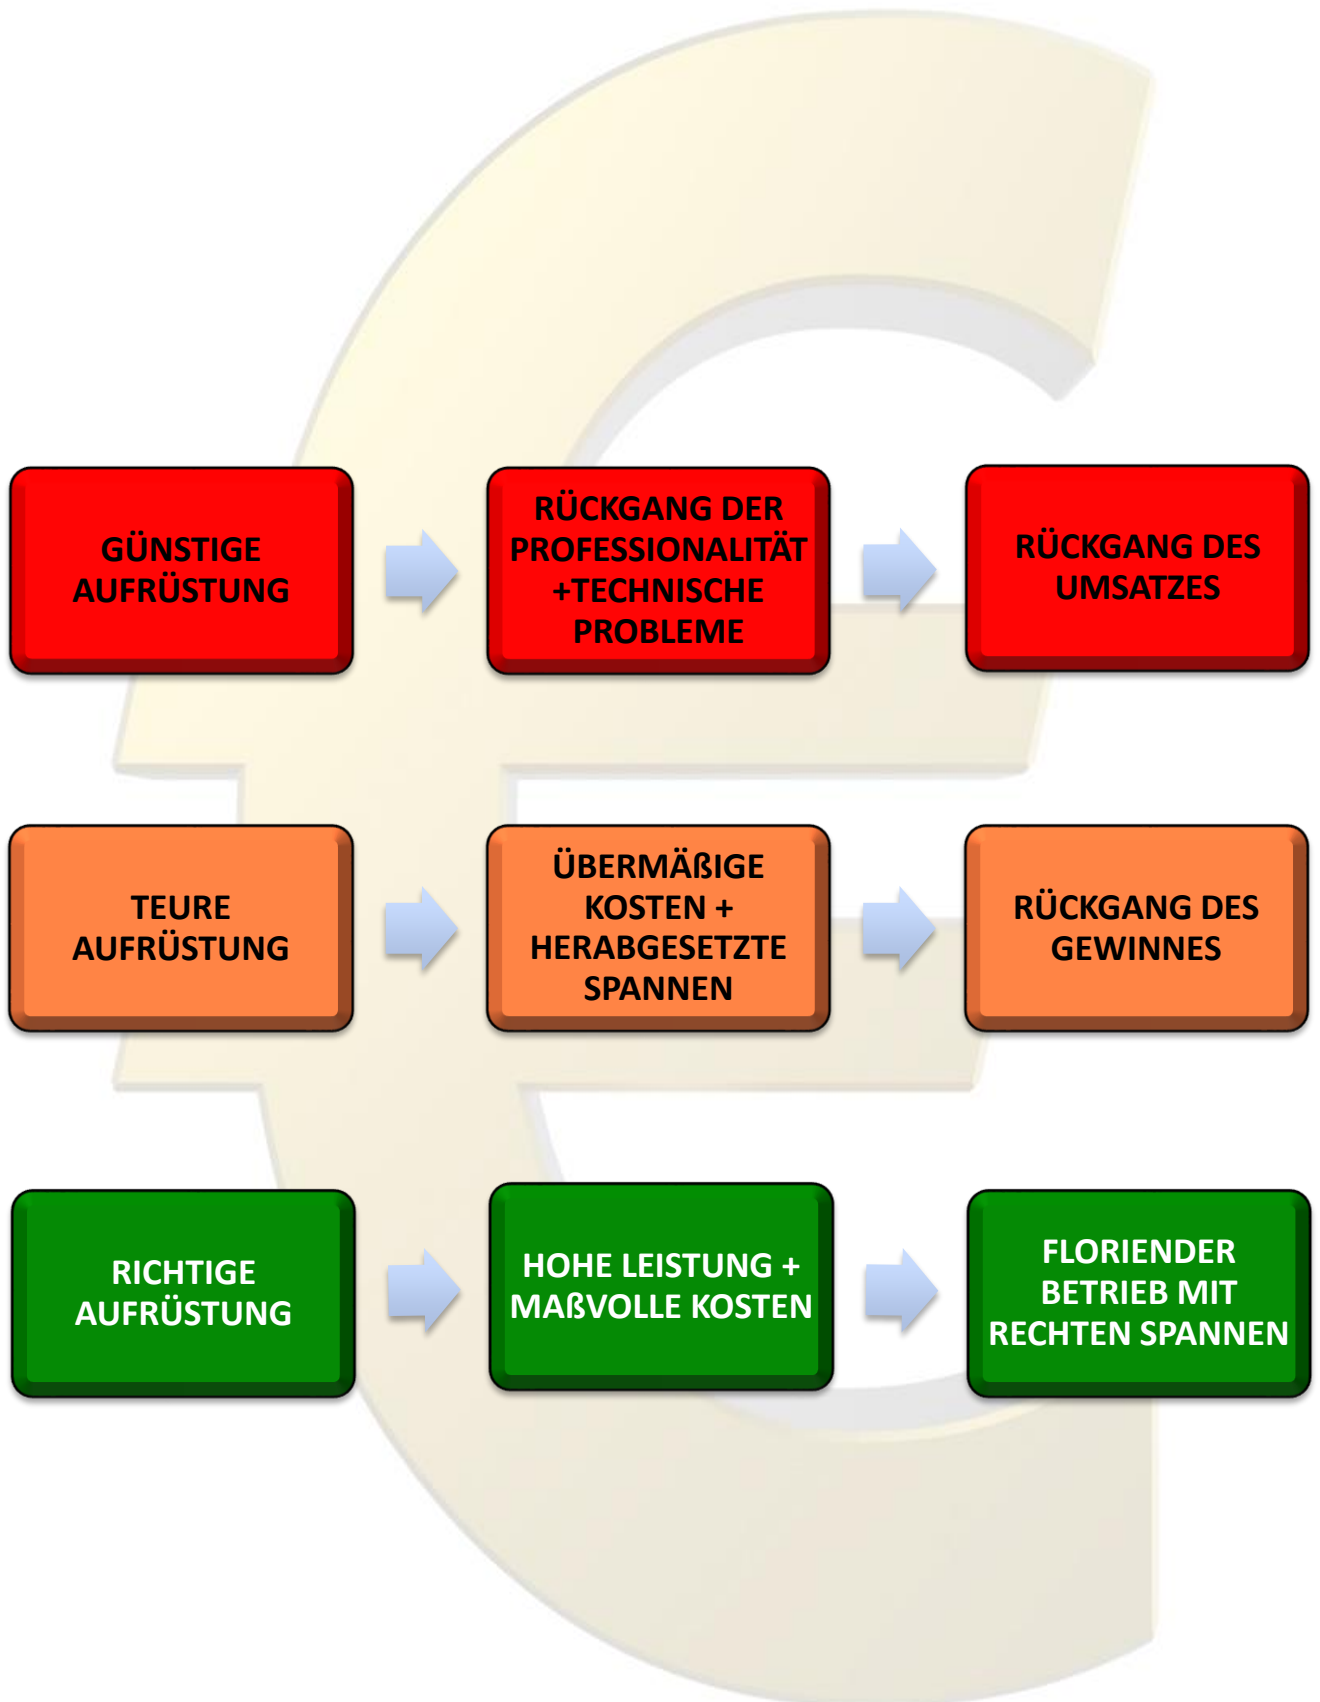 GÜNSTIGE
AUFRÜSTUNG
RÜCKGANG DER
PROFESSIONALITÄT
+TECHNISCHE
PROBLEME
RÜCKGANG DES
UMSATZES
TEURE
AUFRÜSTUNG
ÜBERMÄßIGE
KOSTEN +
HERABGESETZTE
SPANNEN
RÜCKGANG DES
GEWINNES
RICHTIGE
AUFRÜSTUNG
HOHE LEISTUNG +
MAßVOLLE KOSTEN
FLORIENDER
BETRIEB MIT
RECHTEN SPANNEN